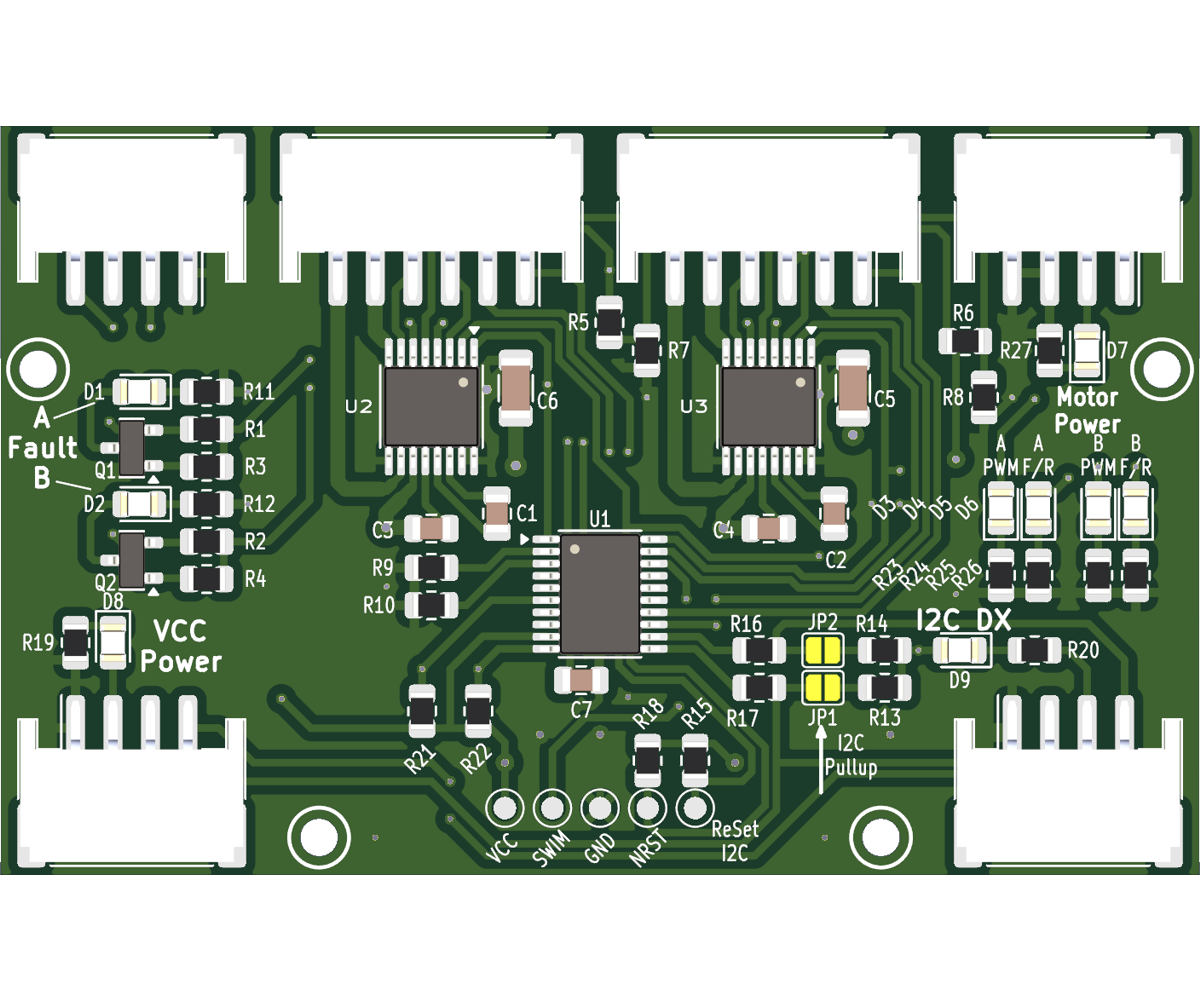 R6
R5
R7
R27
D7
D1
R11
U2
C6
U3
C5
R8
Motor
Power
A
Fault
B
R1
Q1
R3
A A B B
PWM F/R PWM F/R
D2
R12
C1
D3
D4
D5
D6
U1
C3
C4
R2
C2
Q2
R4
R9
R10
R23
R24
R25
R26
D8
VCC
Power
R19
R16
JP2
R14
I2C DX
R20
D9
C7
R17
JP1
R13
R18
R15
R21
R22
I2C
Pullup
VCC
SWIM
GND
NRST
ReSet
I2C